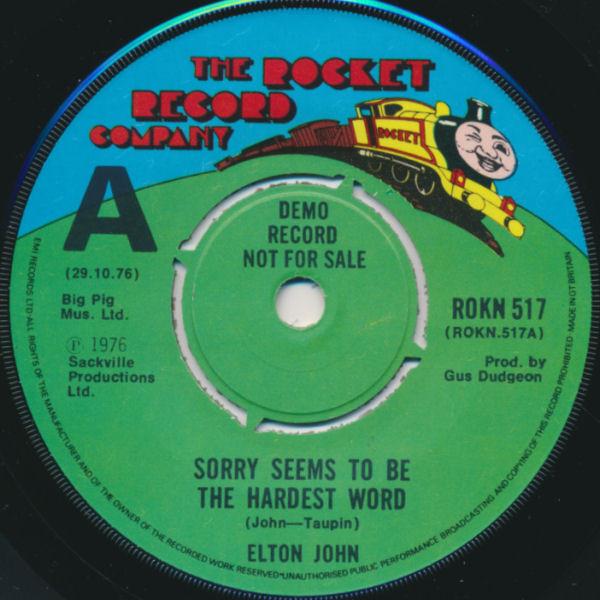 THE ROCKET
RECORD
COMPANY
ROCKET
A
(29.10.76)
Big Pig
Mus. Ltd.
℗ 1976
Sackville
Productions
Ltd.
DEMO
RECORD
NOT FOR SALE
ROKN 517
(ROKN.517A)
Prod. by
Gus Dudgeon
SORRY SEEMS TO BE
THE HARDEST WORD
(John—Taupin)
ELTON JOHN
EMI RECORDS LTD·ALL RIGHTS OF THE MANUFACTURER AND OF THE OWNER OF THE RECORDED WORK RESERVED·UNAUTHORISED PUBLIC PERFORMANCE BROADCASTING AND COPYING OF THIS RECORD PROHIBITED·MADE IN GT BRITAIN